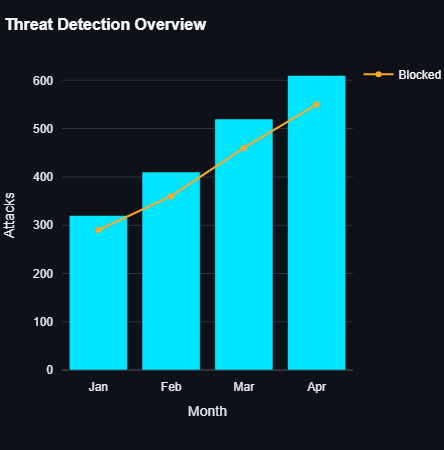 Threat Detection Overview
Blocked
600
500
400
300
200
100
0
Attacks
Jan Feb Mar Apr
Month